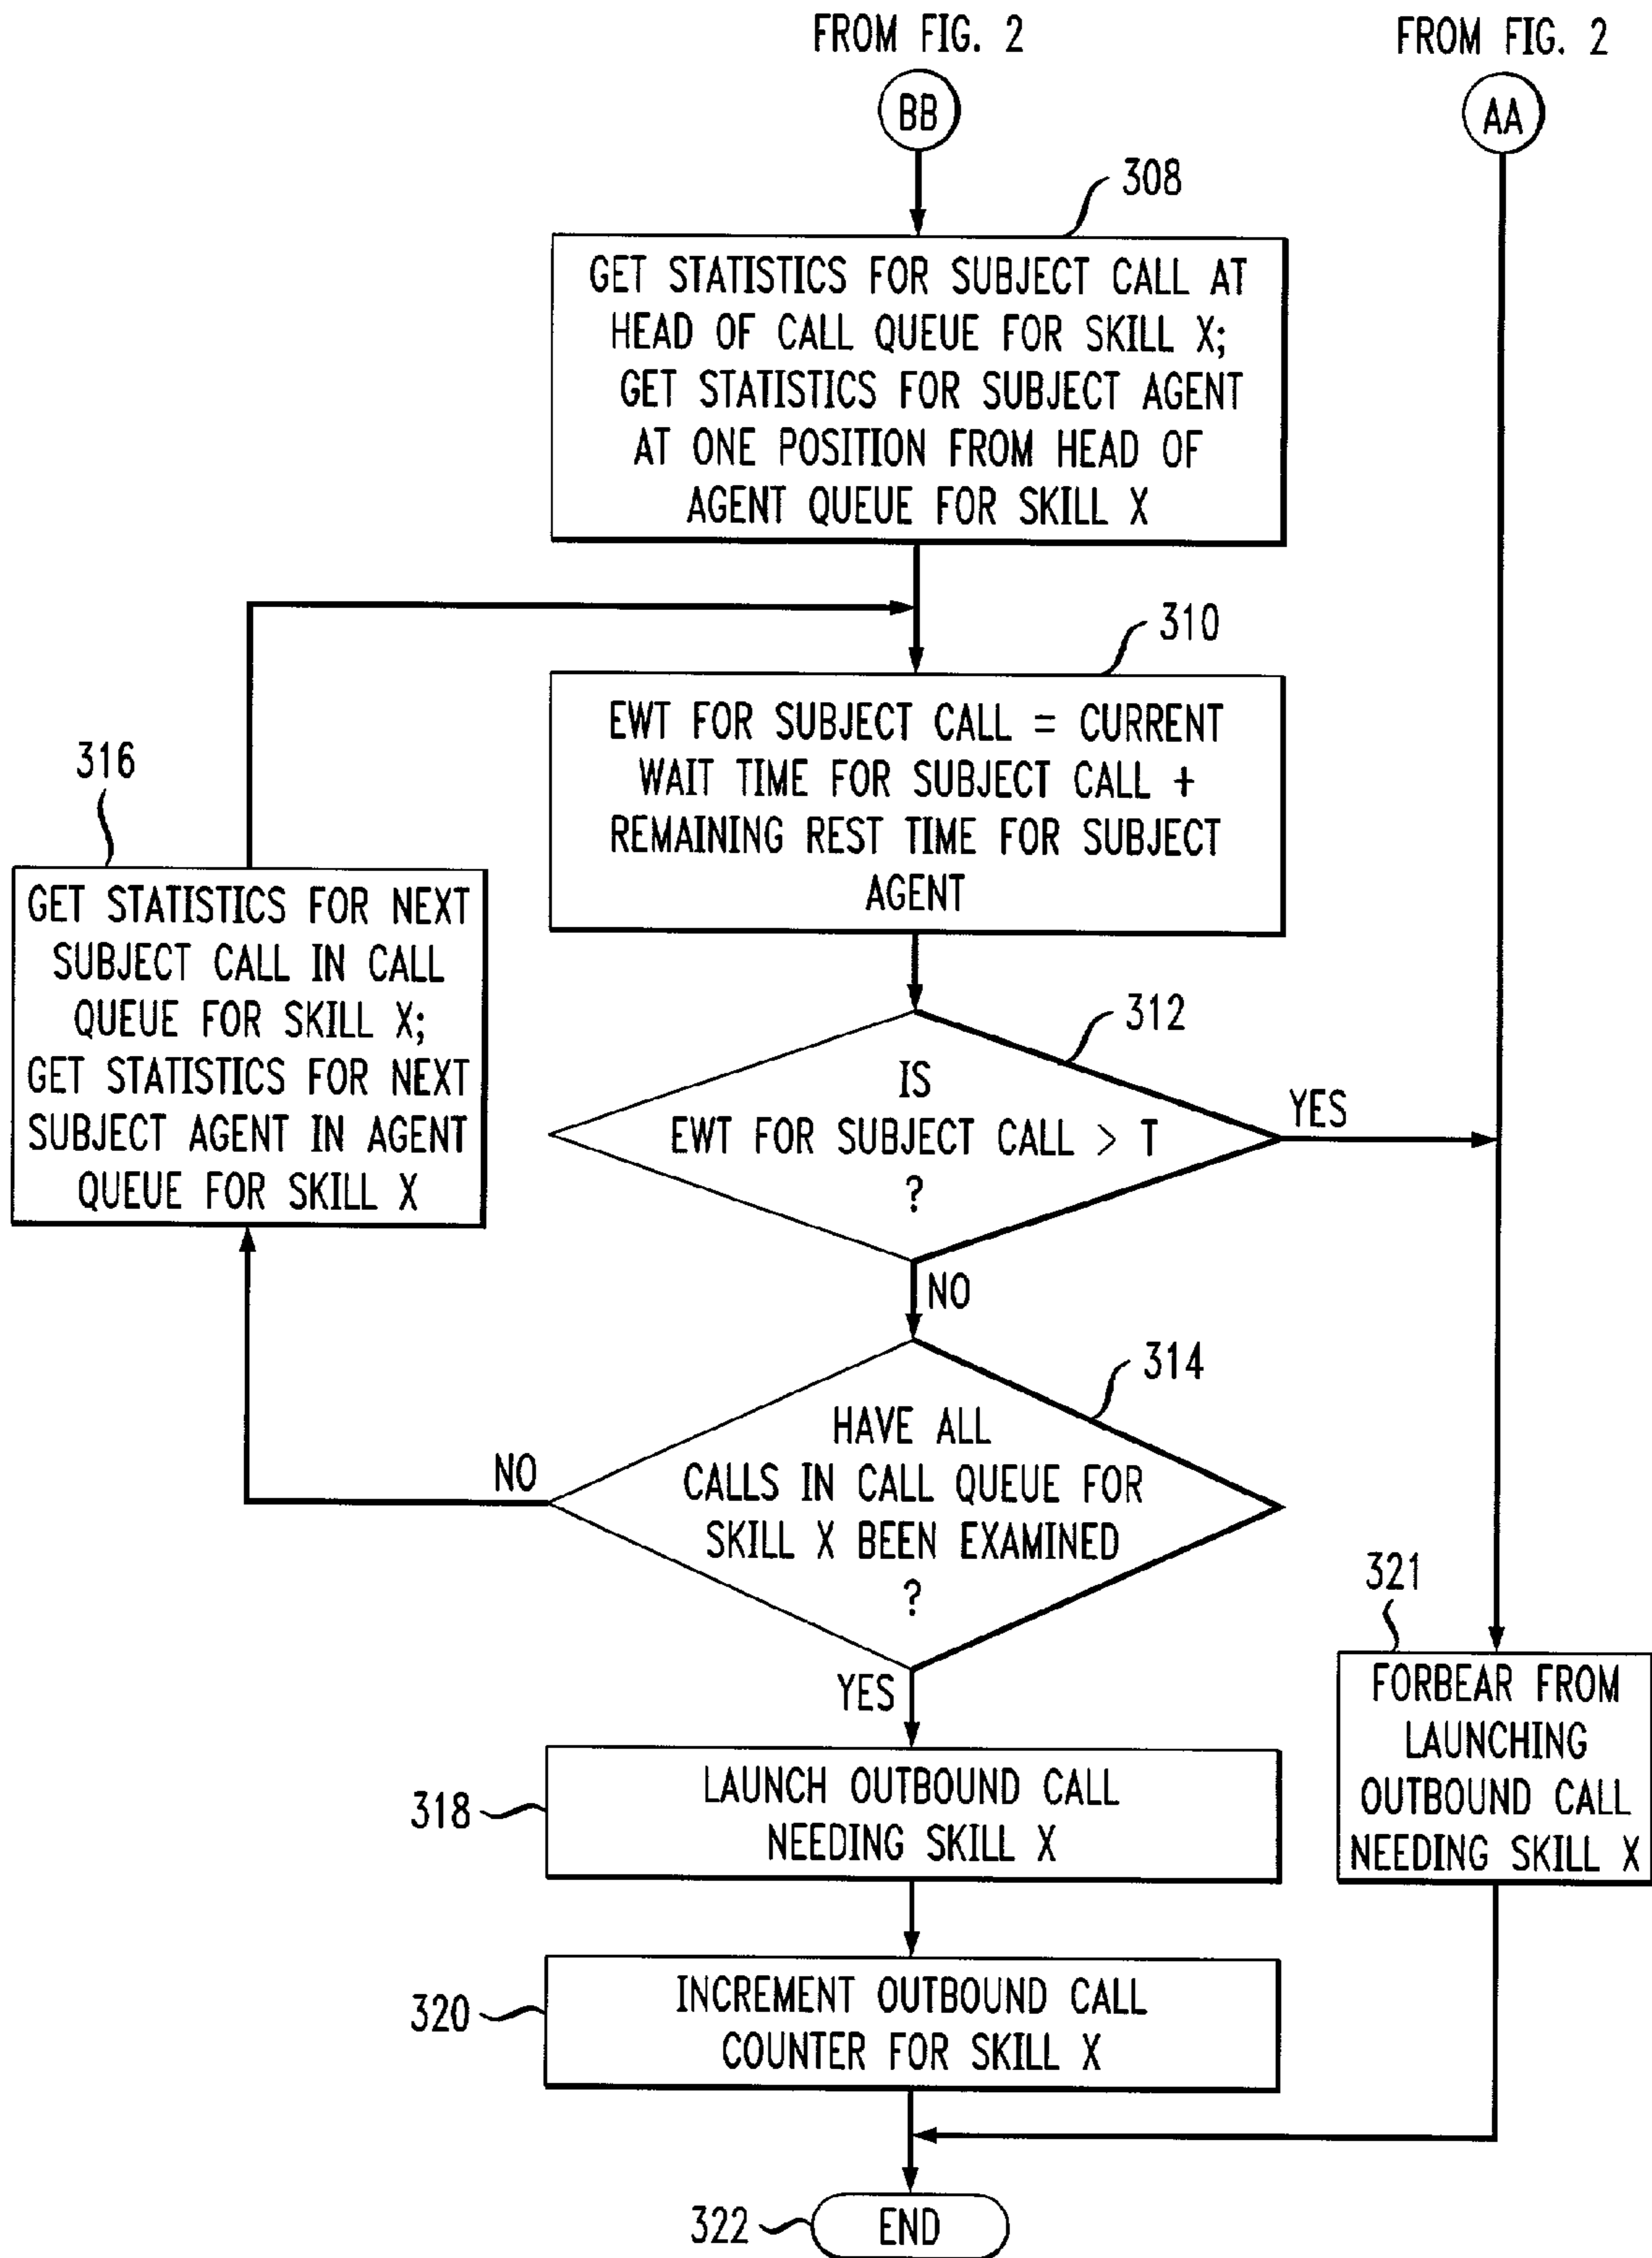 FROM FIG. 2
FROM FIG. 2
BB
AA
308
GET STATISTICS FOR SUBJECT CALL AT
HEAD OF CALL QUEUE FOR SKILL X;
GET STATISTICS FOR SUBJECT AGENT
AT ONE POSITION FROM HEAD OF
AGENT QUEUE FOR SKILL X
310
EWT FOR SUBJECT CALL = CURRENT
WAIT TIME FOR SUBJECT CALL +
REMAINING REST TIME FOR SUBJECT
AGENT
316
GET STATISTICS FOR NEXT
SUBJECT CALL IN CALL
QUEUE FOR SKILL X;
GET STATISTICS FOR NEXT
SUBJECT AGENT IN AGENT
QUEUE FOR SKILL X
312
IS
EWT FOR SUBJECT CALL > T
?
YES
NO
314
HAVE ALL
CALLS IN CALL QUEUE FOR
SKILL X BEEN EXAMINED
?
NO
YES
321
FORBEAR FROM
LAUNCHING
OUTBOUND CALL
NEEDING SKILL X
318
LAUNCH OUTBOUND CALL
NEEDING SKILL X
320
INCREMENT OUTBOUND CALL
COUNTER FOR SKILL X
322
END